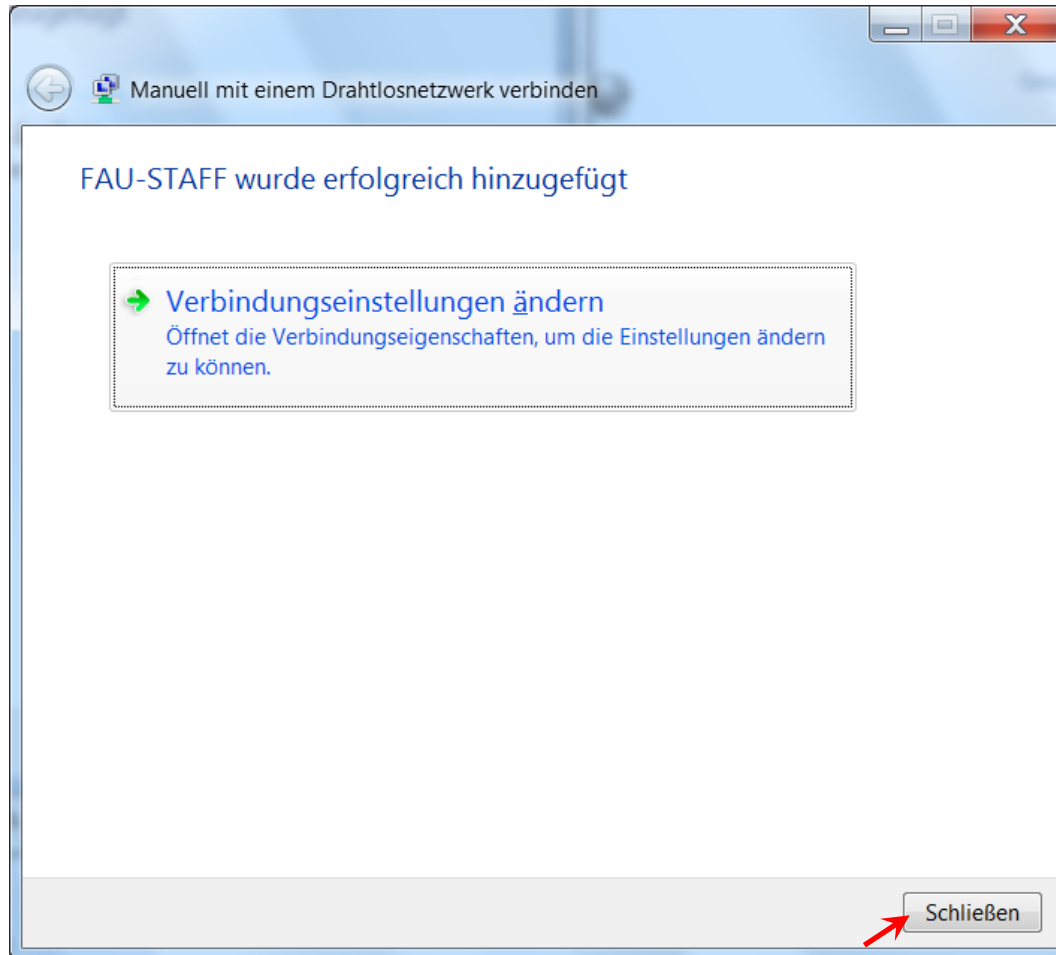 Manuell mit einem Drahtlosnetzwerk verbinden
FAU-STAFF wurde erfolgreich hinzugefügt
Verbindungseinstellungen ändern
Öffnet die Verbindungseigenschaften, um die Einstellungen ändern
zu können.
Schließen